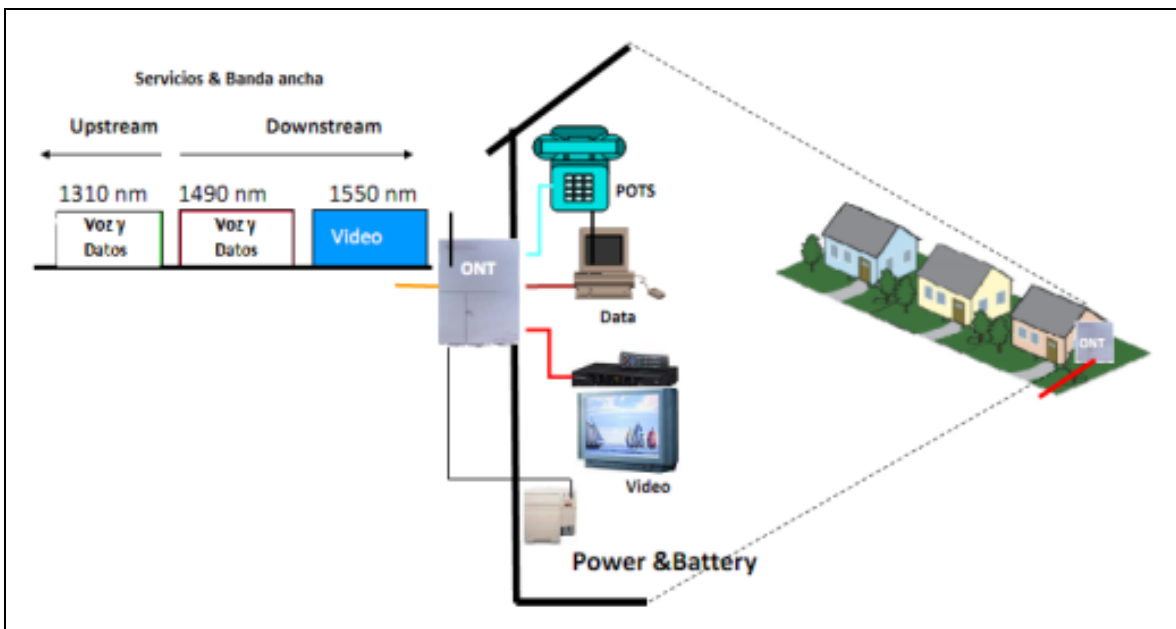 Servicios & Banda ancha
Upstream
Downstream
1310 nm
1490 nm
1550 nm
Voz y
Datos
Voz y
Datos
Video
ONT
POTS
Data
Video
Power &Battery
ONT